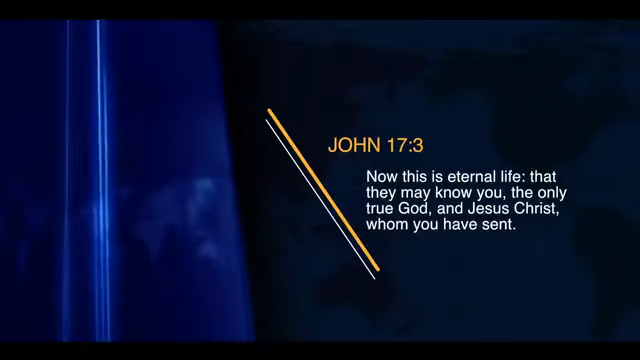 JOHN 17:3
Now this is eternal life: that
they may know you, the only
true God, and Jesus Christ,
whom you have sent.